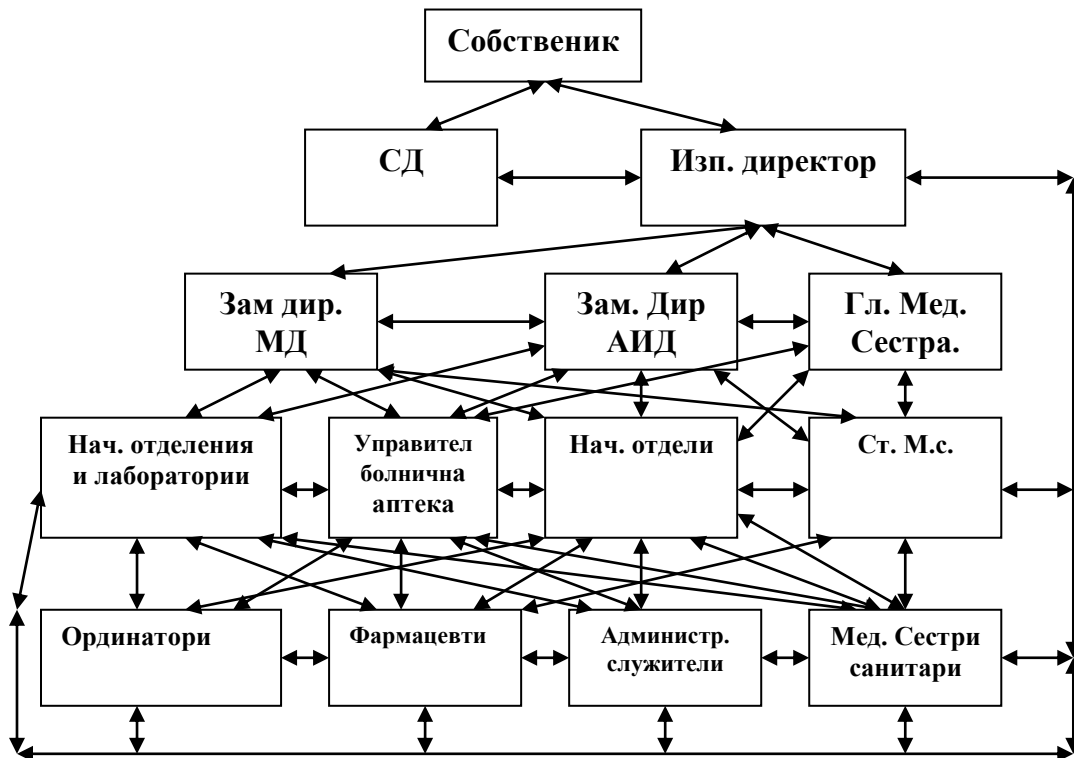 Собственик
СД
Изп. директор
Зам дир.
МД
Зам. Дир
АИД
Гл. Мед.
Сестра.
Нач. отделения
и лаборатории
Управител
болнична
аптека
Нач. отдели
Ст. М.с.
Ординатори
Фармацевти
Администр.
служители
Мед. Сестри
санитари